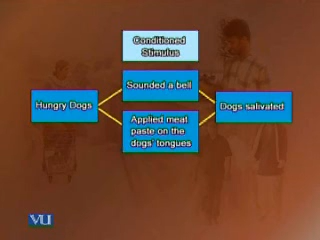 Conditioned
Stimulus
Sounded a bell
Hungry Dogs
Dogs salivated
Applied meat
paste on the
dogs' tongues
VU